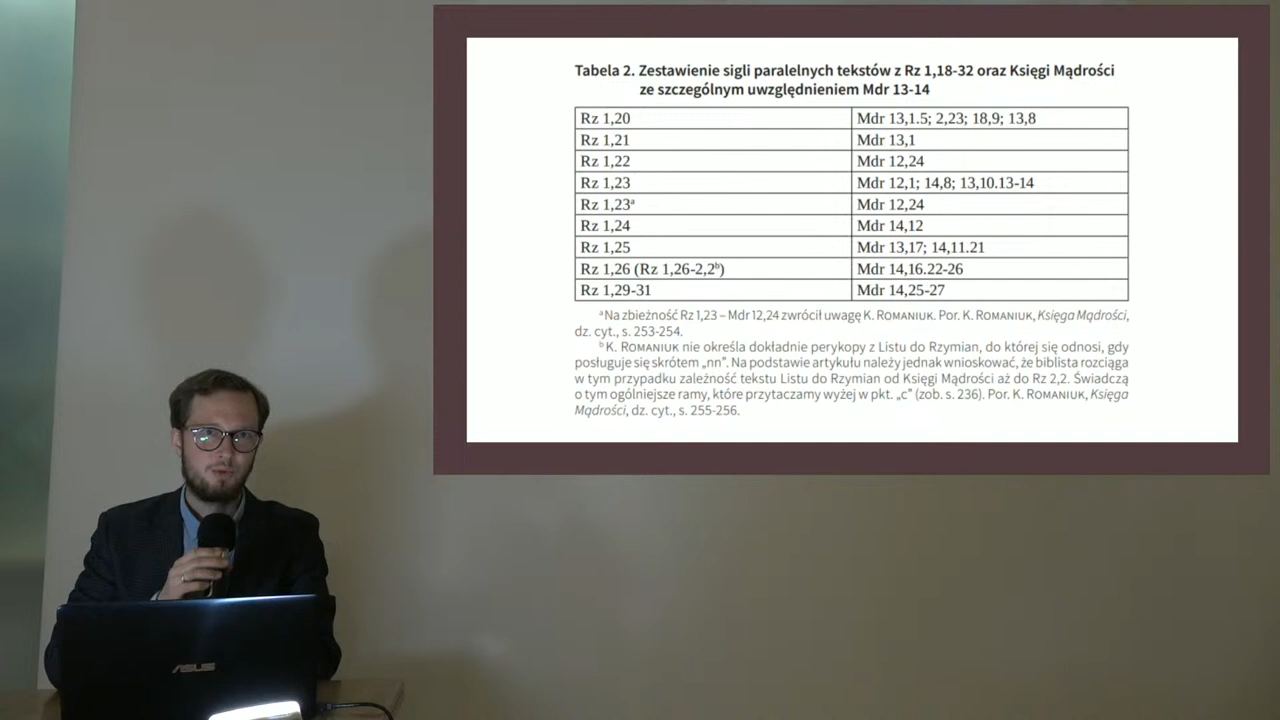 Tabela 2. Zestawienie sigli paralelnych tekstów z Rz 1,18-32 oraz Księgi Mądrości
ze szczególnym uwzględnieniem Mdr 13-14
Rz 1,20 Mdr 13,1.5; 2,23; 18,9; 13,8
Rz 1,21 Mdr 13,1
Rz 1,22 Mdr 12,24
Rz 1,23 Mdr 12,1; 14,8; 13,10.13-14
Rz 1,23ᵃ Mdr 12,24
Rz 1,24 Mdr 14,12
Rz 1,25 Mdr 13,17; 14,11.21
Rz 1,26 (Rz 1,26-2,2ᵇ) Mdr 14,16.22-26
Rz 1,29-31 Mdr 14,25-27
ᵃ Na zbieżność Rz 1,23 – Mdr 12,24 zwrócił uwagę K. ROMANIUK. Por. K. ROMANIUK, Księga Mądrości,
dz. cyt., s. 253-254.
ᵇ K. ROMANIUK nie określa dokładnie perykopy z Listu do Rzymian, do której się odnosi, gdy
posługuje się skrótem „nn”. Na podstawie artykułu należy jednak wnioskować, że biblista rozciąga
w tym przypadku zależność tekstu Listu do Rzymian od Księgi Mądrości aż do Rz 2,2. Świadczą
o tym ogólniejsze ramy, które przytaczamy wyżej w pkt. „c” (zob. s. 236). Por. K. ROMANIUK, Księga
Mądrości, dz. cyt., s. 255-256.
ASUS